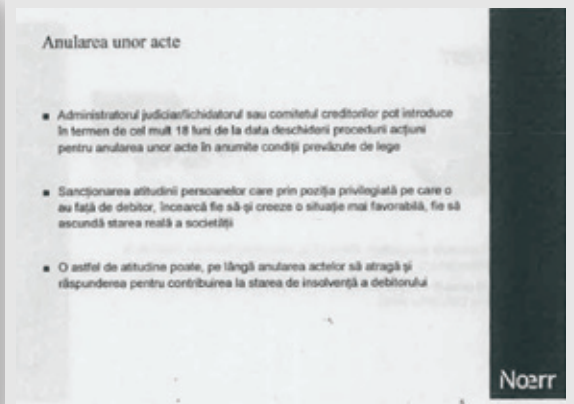 Anularea unor acte
■ Administratorul judiciar/lichidatorul sau comitetul creditorilor pot introduce
în termen de cel mult 18 luni de la data deschiderii procedurii acțiuni
pentru anularea unor acte în anumite condiții prevăzute de lege
■ Sancționarea atitudinii persoanelor care prin poziția privilegiată pe care o
au față de debitor, încearcă fie să-și creeze o situație mai favorabilă, fie să
ascundă starea reală a societății
■ O astfel de atitudine poate, pe lângă anularea actelor să atragă și
răspunderea pentru contribuirea la starea de insolvență a debitorului
Noerr